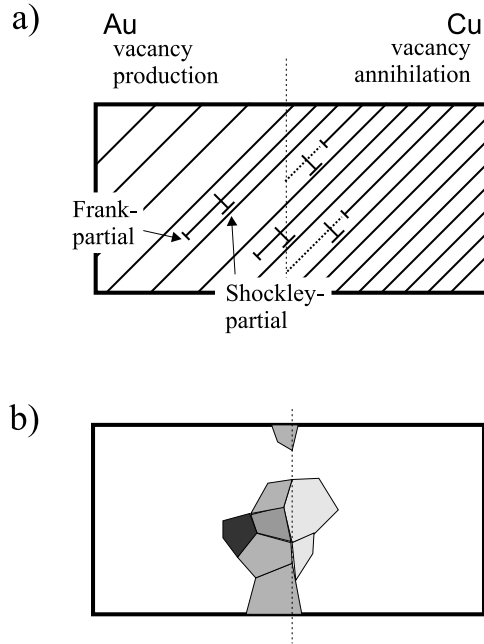 a)
Au
Cu
vacancy
production
vacancy
annihilation
Frank-
partial
Shockley-
partial
b)